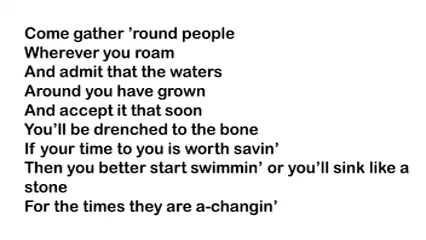 Come gather ’round people
Wherever you roam
And admit that the waters
Around you have grown
And accept it that soon
You’ll be drenched to the bone
If your time to you is worth savin’
Then you better start swimmin’ or you’ll sink like a
stone
For the times they are a-changin’